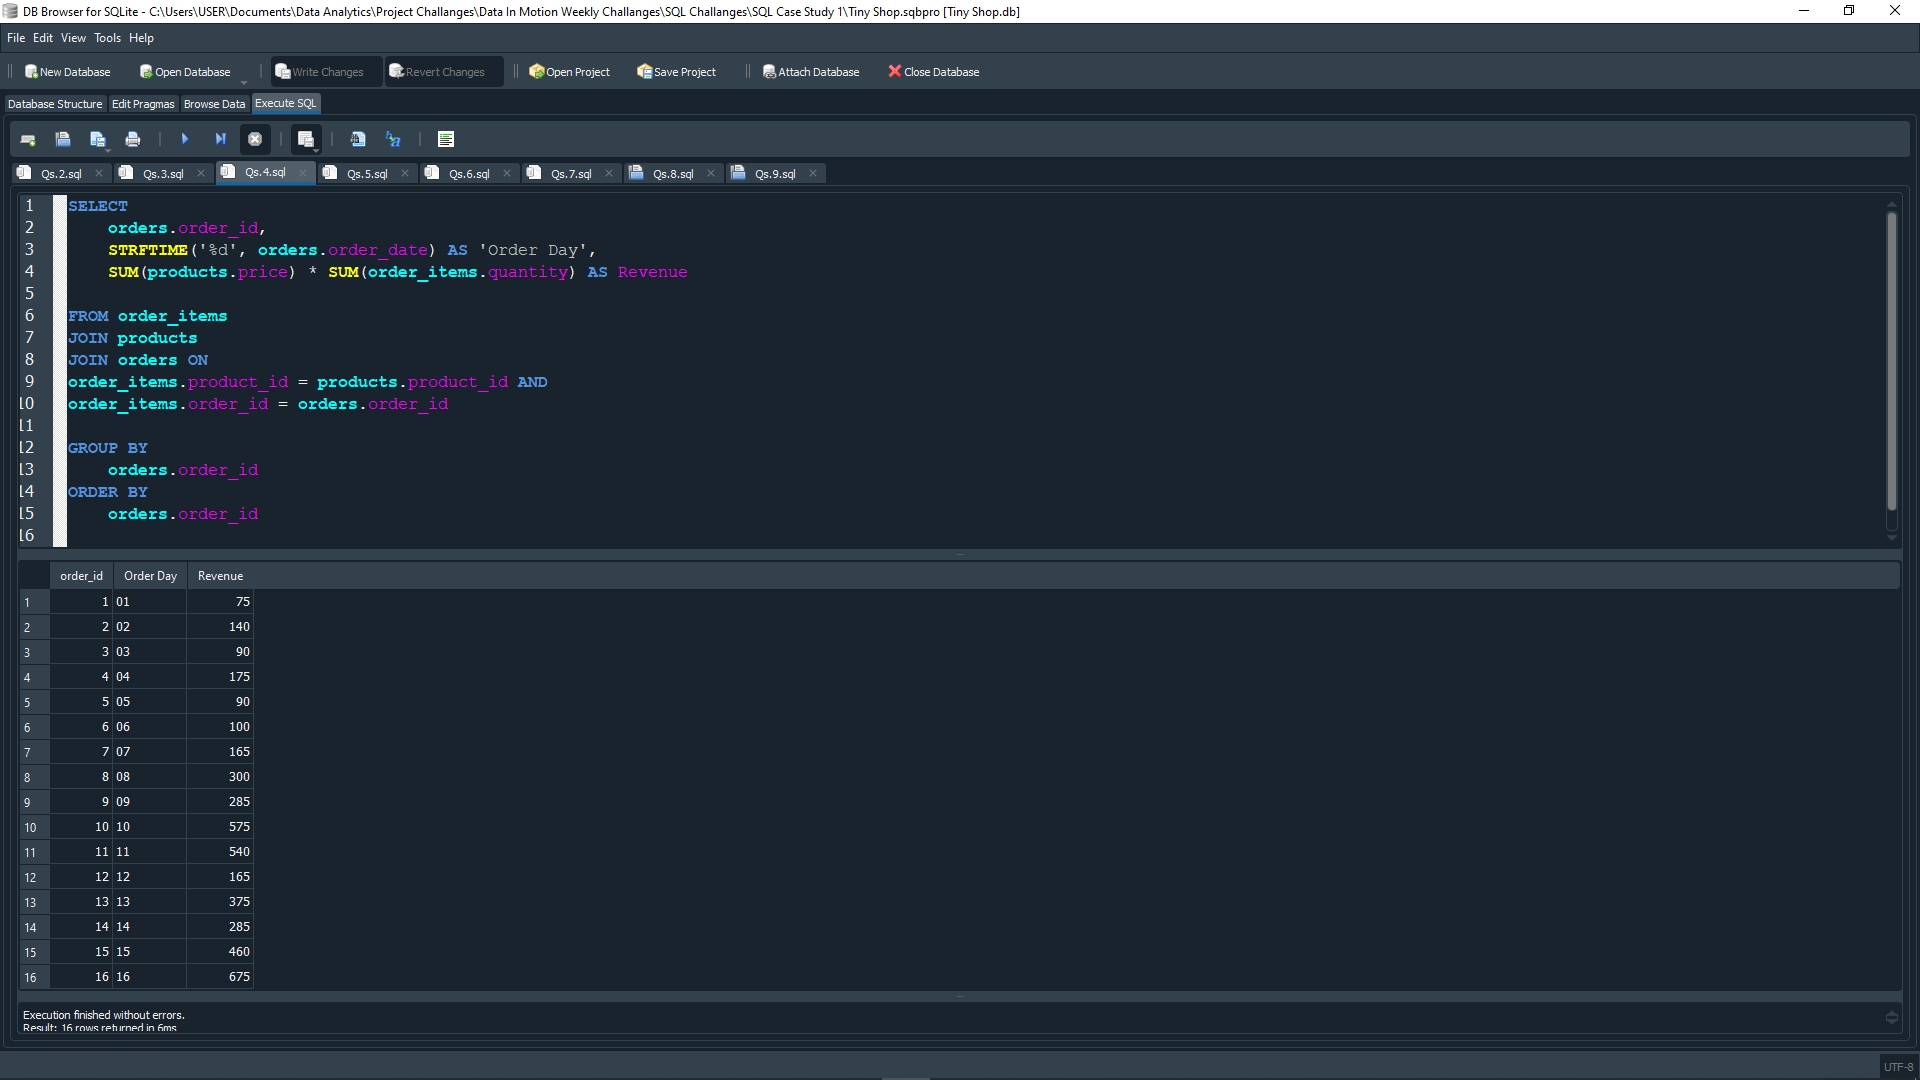 DB Browser for SQLite - C:\Users\USER\Documents\Data Analytics\Project Challanges\Data In Motion Weekly Challanges\SQL Challanges\SQL Case Study 1\Tiny Shop.sqbpro [Tiny Shop.db]
File Edit View Tools Help
New Database Open Database Write Changes Revert Changes Open Project Save Project Attach Database Close Database
Database Structure Edit Pragmas Browse Data Execute SQL
Qs.2.sql Qs.3.sql Qs.4.sql Qs.5.sql Qs.6.sql Qs.7.sql Qs.8.sql Qs.9.sql
1 SELECT
2 orders.order_id,
3 STRFTIME('%d', orders.order_date) AS 'Order Day',
4 SUM(products.price) * SUM(order_items.quantity) AS Revenue
5
6 FROM order_items
7 JOIN products
8 JOIN orders ON
9 order_items.product_id = products.product_id AND
10 order_items.order_id = orders.order_id
11
12 GROUP BY
13 orders.order_id
14 ORDER BY
15 orders.order_id
16
order_id Order Day Revenue
1 1 01 75
2 2 02 140
3 3 03 90
4 4 04 175
5 5 05 90
6 6 06 100
7 7 07 165
8 8 08 300
9 9 09 285
10 10 10 575
11 11 11 540
12 12 12 165
13 13 13 375
14 14 14 285
15 15 15 460
16 16 16 675
Execution finished without errors.
Result: 16 rows returned in 6ms
UTF-8